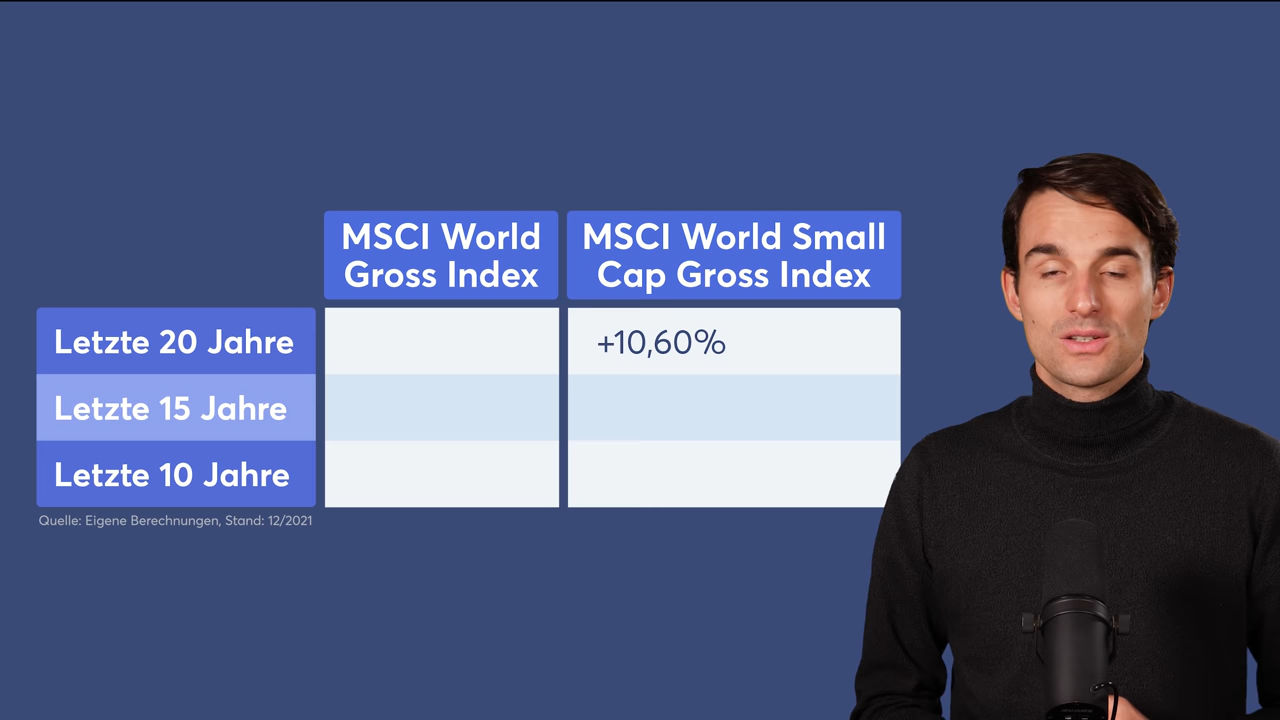 MSCI World
Gross Index
MSCI World Small
Cap Gross Index
Letzte 20 Jahre
+10,60%
Letzte 15 Jahre
Letzte 10 Jahre
Quelle: Eigene Berechnungen, Stand: 12/2021